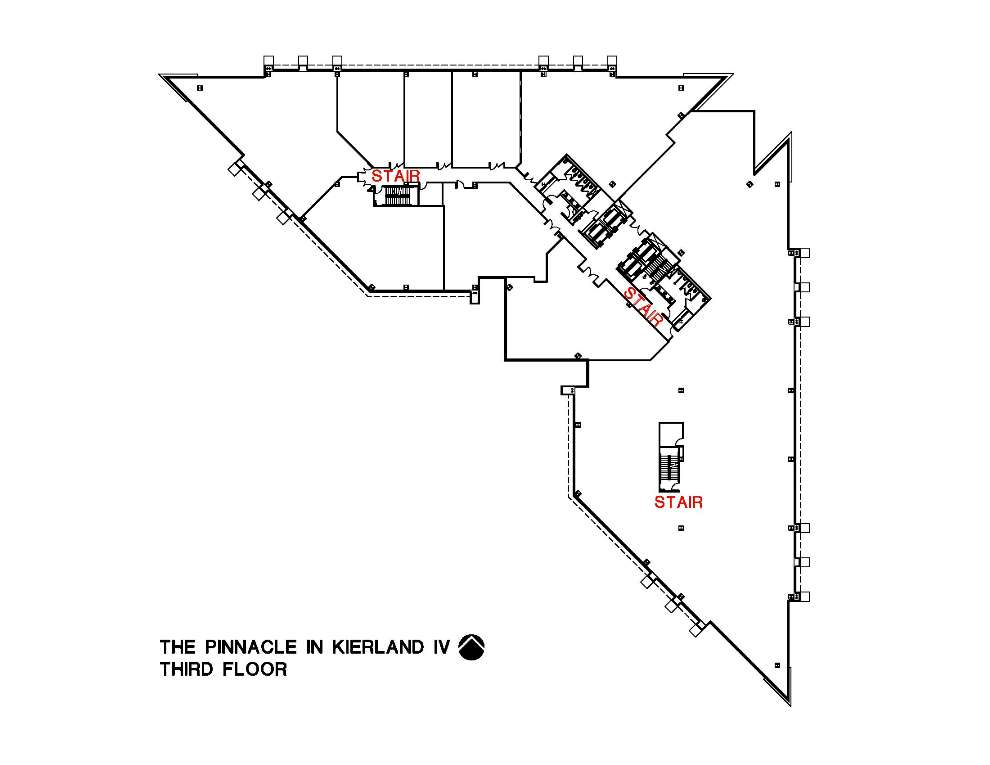 STAIR
STAIR
STAIR
THE PINNACLE IN KIERLAND IV
THIRD FLOOR